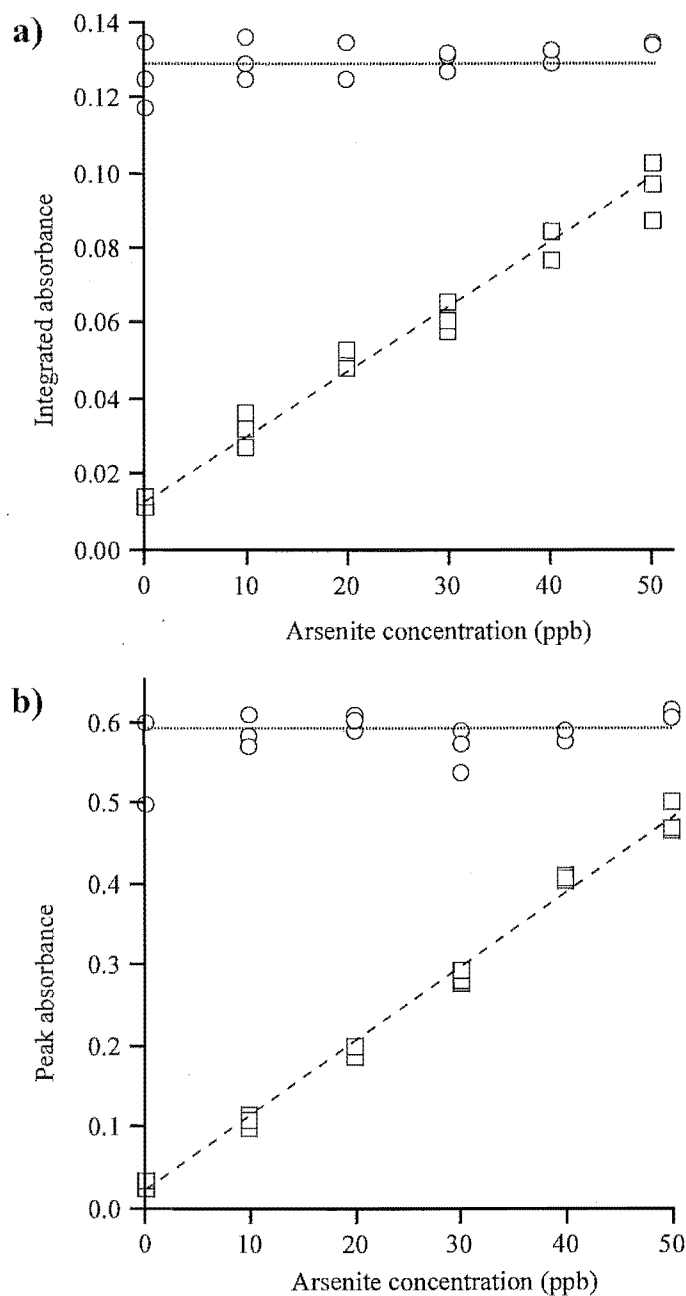 a)
0.14
0.12
0.10
0.08
0.06
0.04
0.02
0.00
Integrated absorbance
0 10 20 30 40 50
Arsenite concentration (ppb)
b)
0.6
0.5
0.4
0.3
0.2
0.1
0.0
Peak absorbance
0 10 20 30 40 50
Arsenite concentration (ppb)